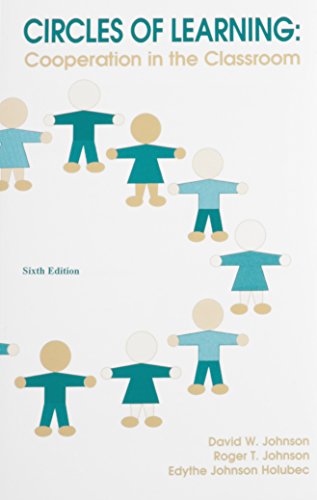 CIRCLES OF LEARNING:
Cooperation in the Classroom
Sixth Edition
David W. Johnson
Roger T. Johnson
Edythe Johnson Holubec